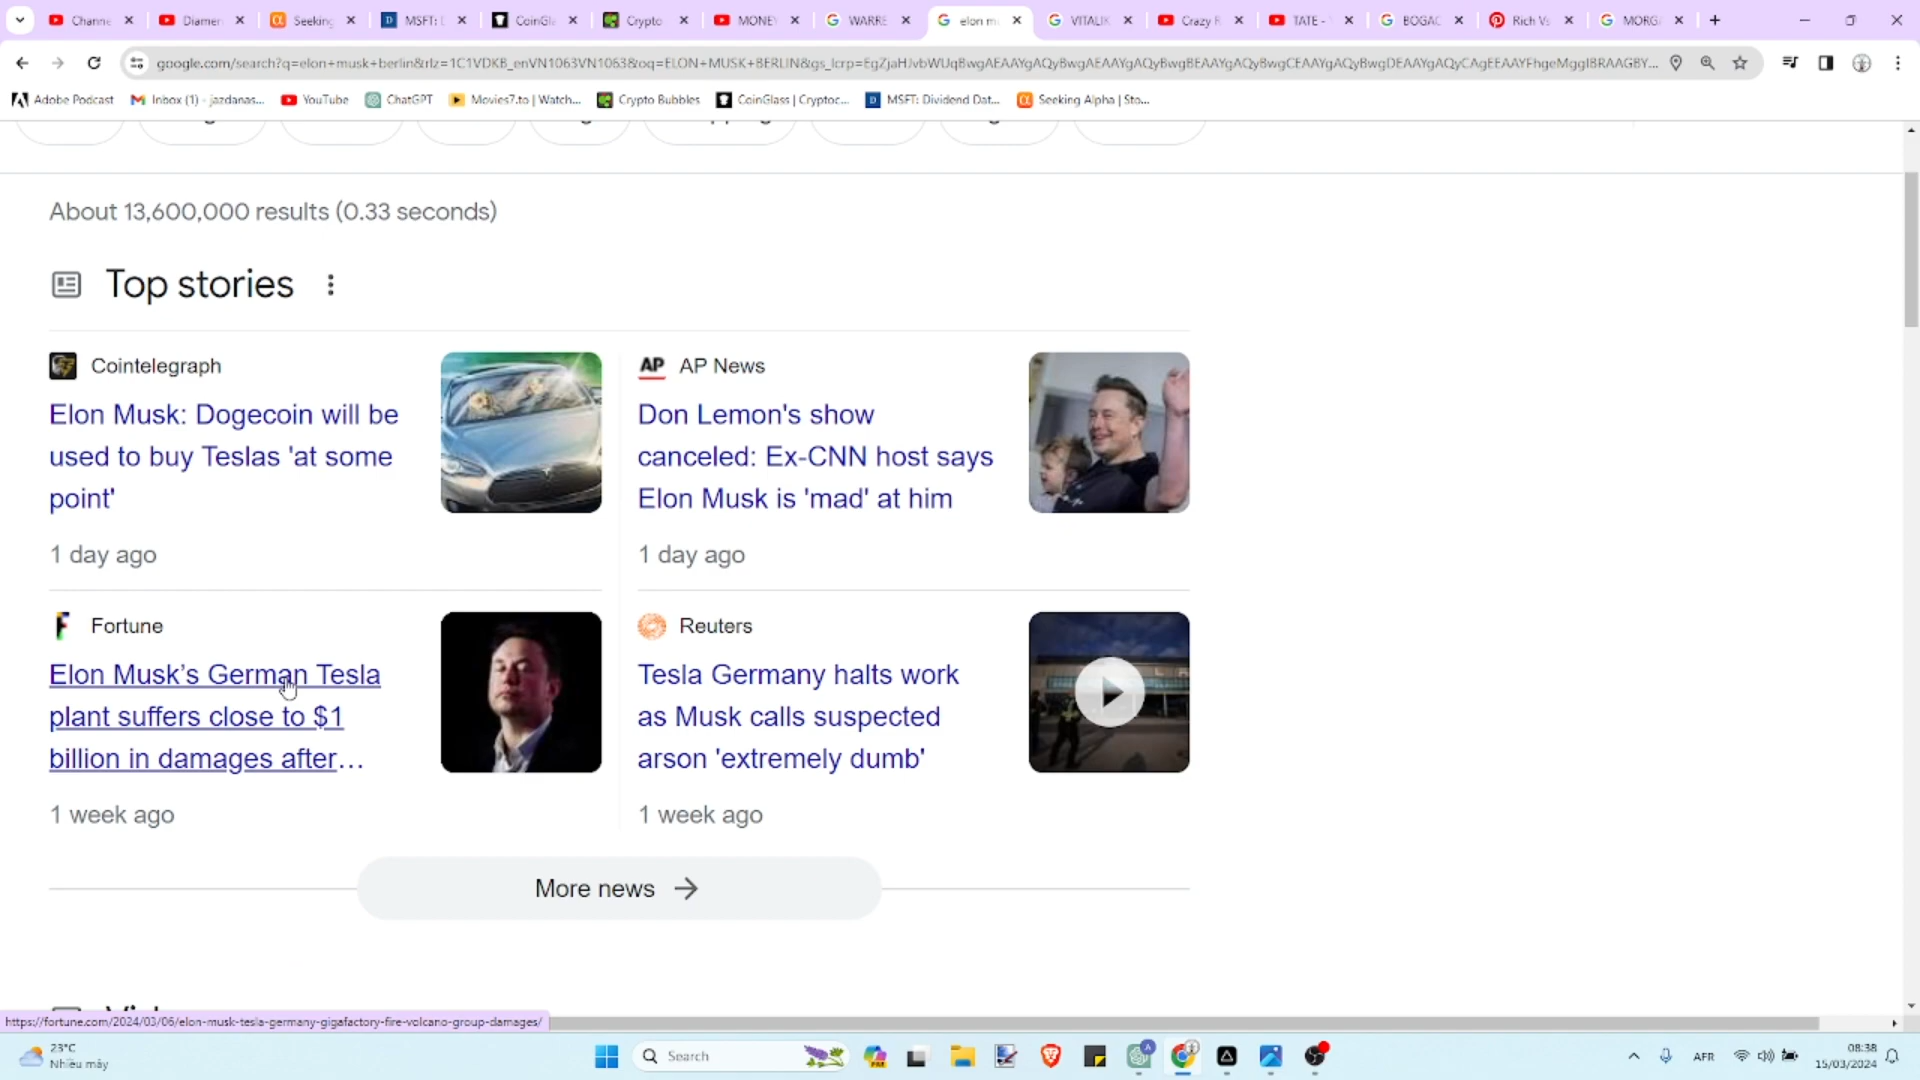 Channe
Diamen
Seeking
MSFT: D
CoinGla
Crypto
MONEY
WARRE
elon mu
VITALIK
Crazy R
TATE -
BOGAC
Rich Vs
MORG
google.com/search?q=elon+musk+berlin&rlz=1C1VDKB_enVN1063VN1063&oq=ELON+MUSK+BERLIN&gs_lcrp=
Adobe Podcast
Inbox (1) - jazdanas...
YouTube
ChatGPT
Movies7.to | Watch...
Crypto Bubbles
CoinGlass | Cryptoc...
MSFT: Dividend Dat...
Seeking Alpha | Sto...
About 13,600,000 results (0.33 seconds)
Top stories
Cointelegraph
Elon Musk: Dogecoin will be
used to buy Teslas 'at some
point'
1 day ago
AP AP News
Don Lemon's show
canceled: Ex-CNN host says
Elon Musk is 'mad' at him
1 day ago
Fortune
Elon Musk’s German Tesla
plant suffers close to $1
billion in damages after…
1 week ago
Reuters
Tesla Germany halts work
as Musk calls suspected
arson 'extremely dumb'
1 week ago
More news
https://fortune.com/2024/03/06/elon-musk-tesla-germany-gigafactory-fire-volcano-group-damages/
23°C
Nhiều mây
Search
AFR
08:38
15/03/2024